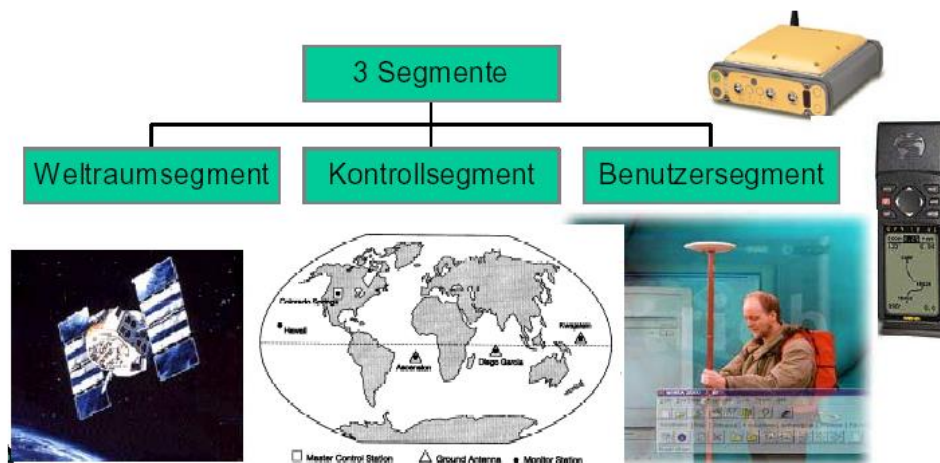 3 Segmente
Weltraumsegment
Kontrollsegment
Benutzersegment
Colorado Springs
Hawaii
Kwajalein
Ascension
Diego Garcia
Master Control Station
Ground Antenna
Monitor Station